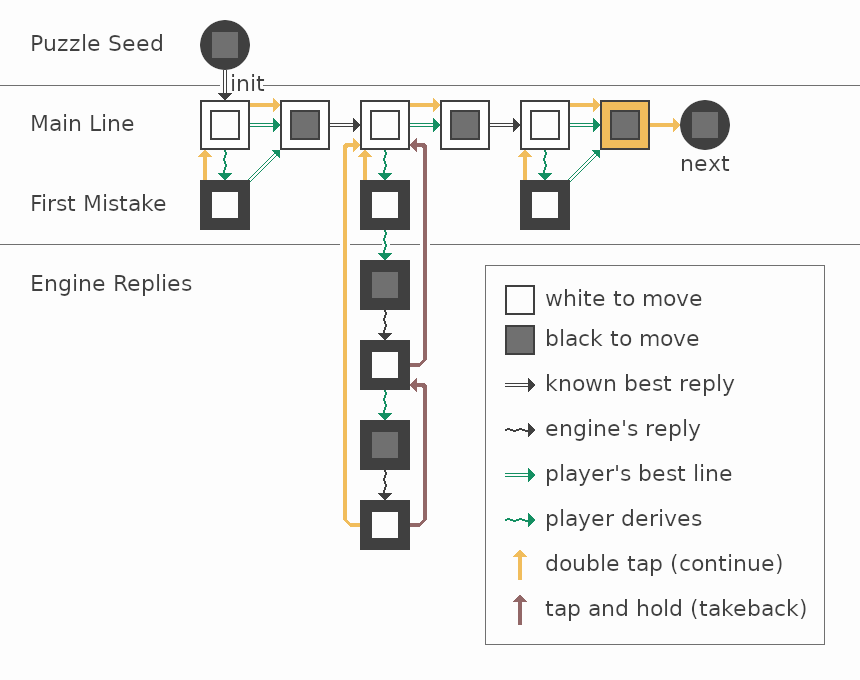 Puzzle Seed
init
Main Line
next
First Mistake
Engine Replies
white to move
black to move
known best reply
engine's reply
player's best line
player derives
double tap (continue)
tap and hold (takeback)